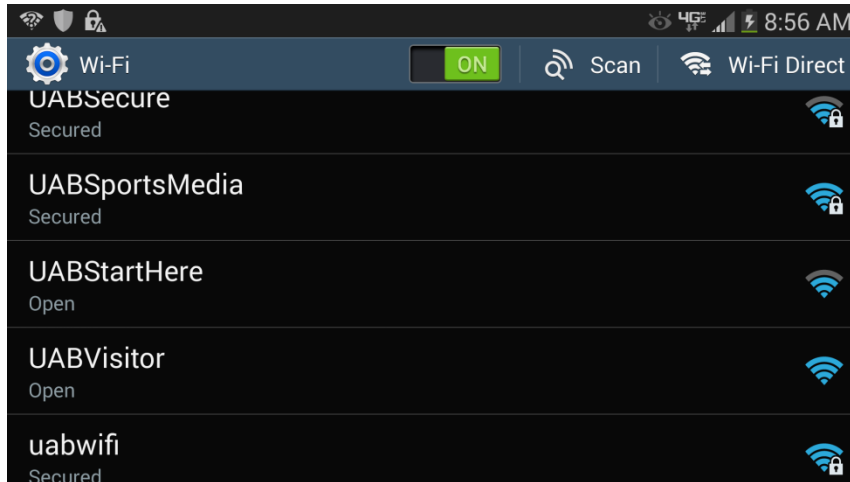 4GE 8:56 AM
Wi-Fi ON Scan Wi-Fi Direct
UABSecure
Secured
UABSportsMedia
Secured
UABStartHere
Open
UABVisitor
Open
uabwifi
Secured